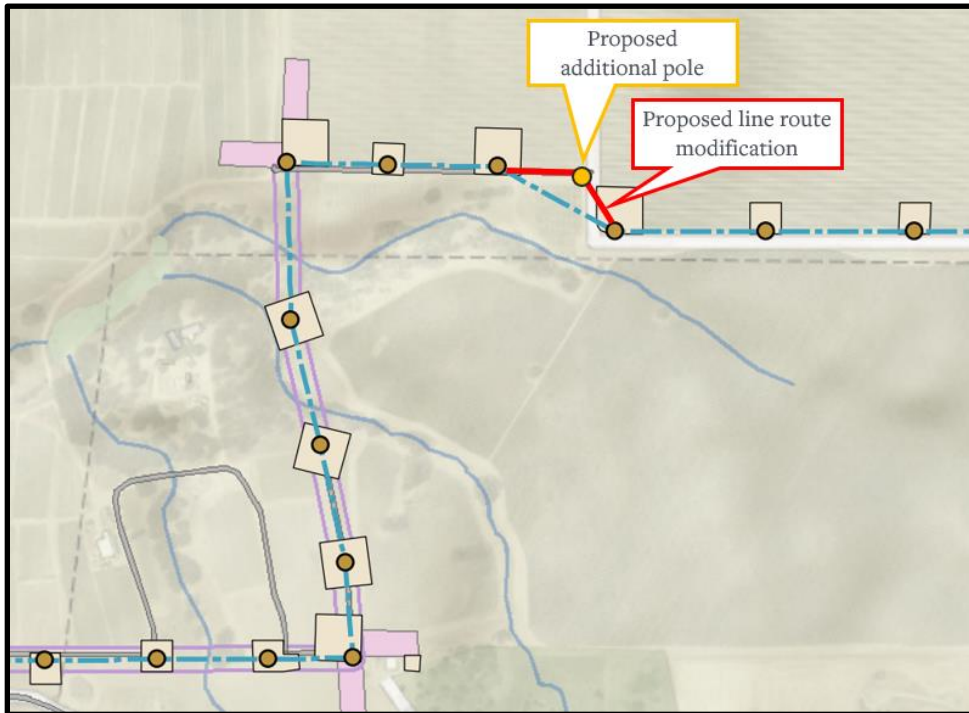 Proposed
additional pole
Proposed line route
modification